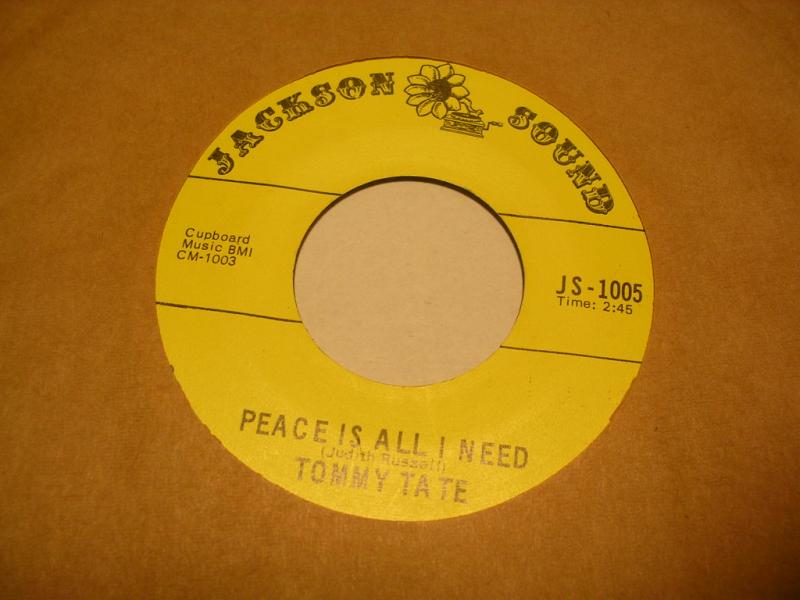 JACKSON SOUND
Cupboard
Music BMI
CM-1003
JS-1005
Time: 2:45
PEACE IS ALL I NEED
(Judith Russell)
TOMMY TATE